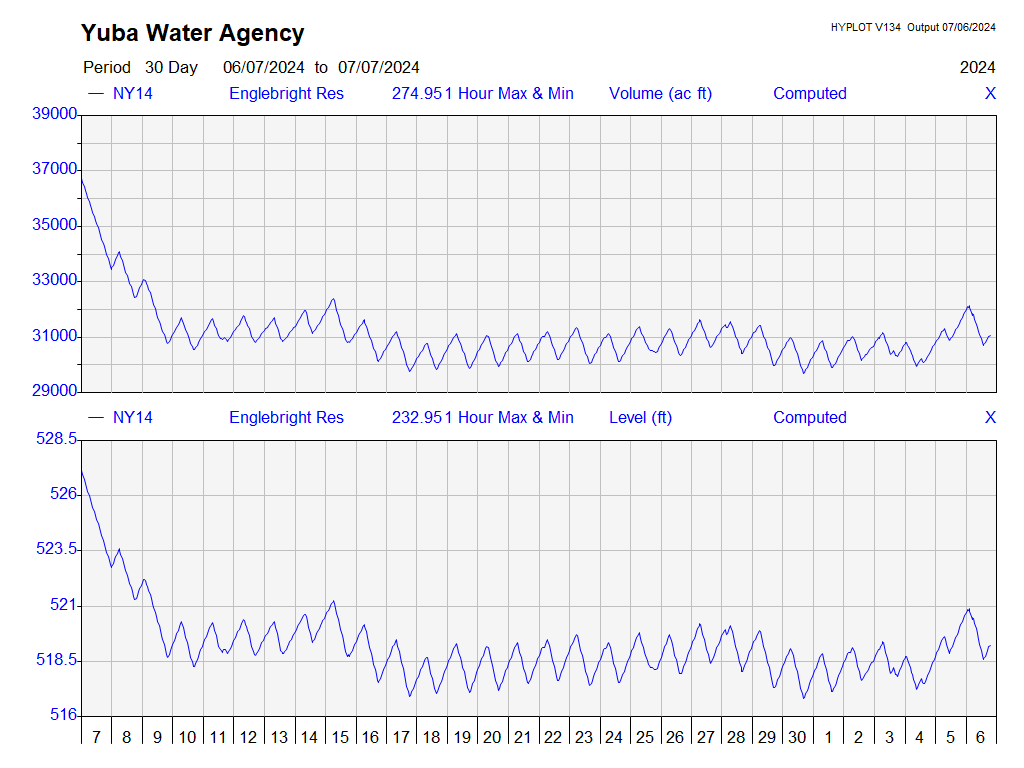 Yuba Water Agency
HYPLOT V134 Output 07/06/2024
Period 30 Day 06/07/2024 to 07/07/2024 2024
NY14 Englebright Res 274.951 Hour Max & Min Volume (ac ft) Computed X
39000
37000
35000
33000
31000
29000
NY14 Englebright Res 232.951 Hour Max & Min Level (ft) Computed X
528.5
526
523.5
521
518.5
516
7 8 9 10 11 12 13 14 15 16 17 18 19 20 21 22 23 24 25 26 27 28 29 30 1 2 3 4 5 6